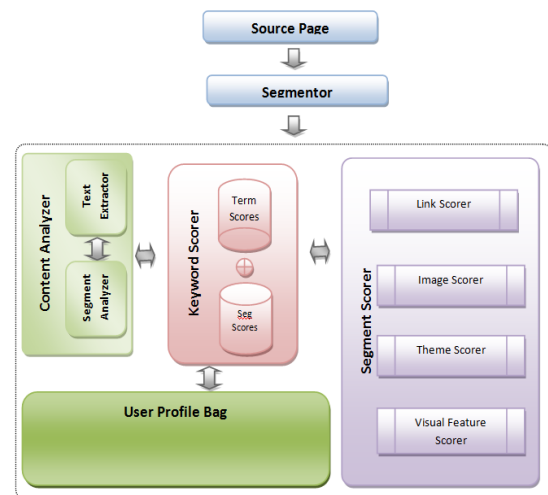 Source Page
Segmentor
Content Analyzer
Text
Extractor
Segment
Analyzer
Keyword Scorer
Term
Scores
Seg
Scores
User Profile Bag
Segment Scorer
Link Scorer
Image Scorer
Theme Scorer
Visual Feature
Scorer